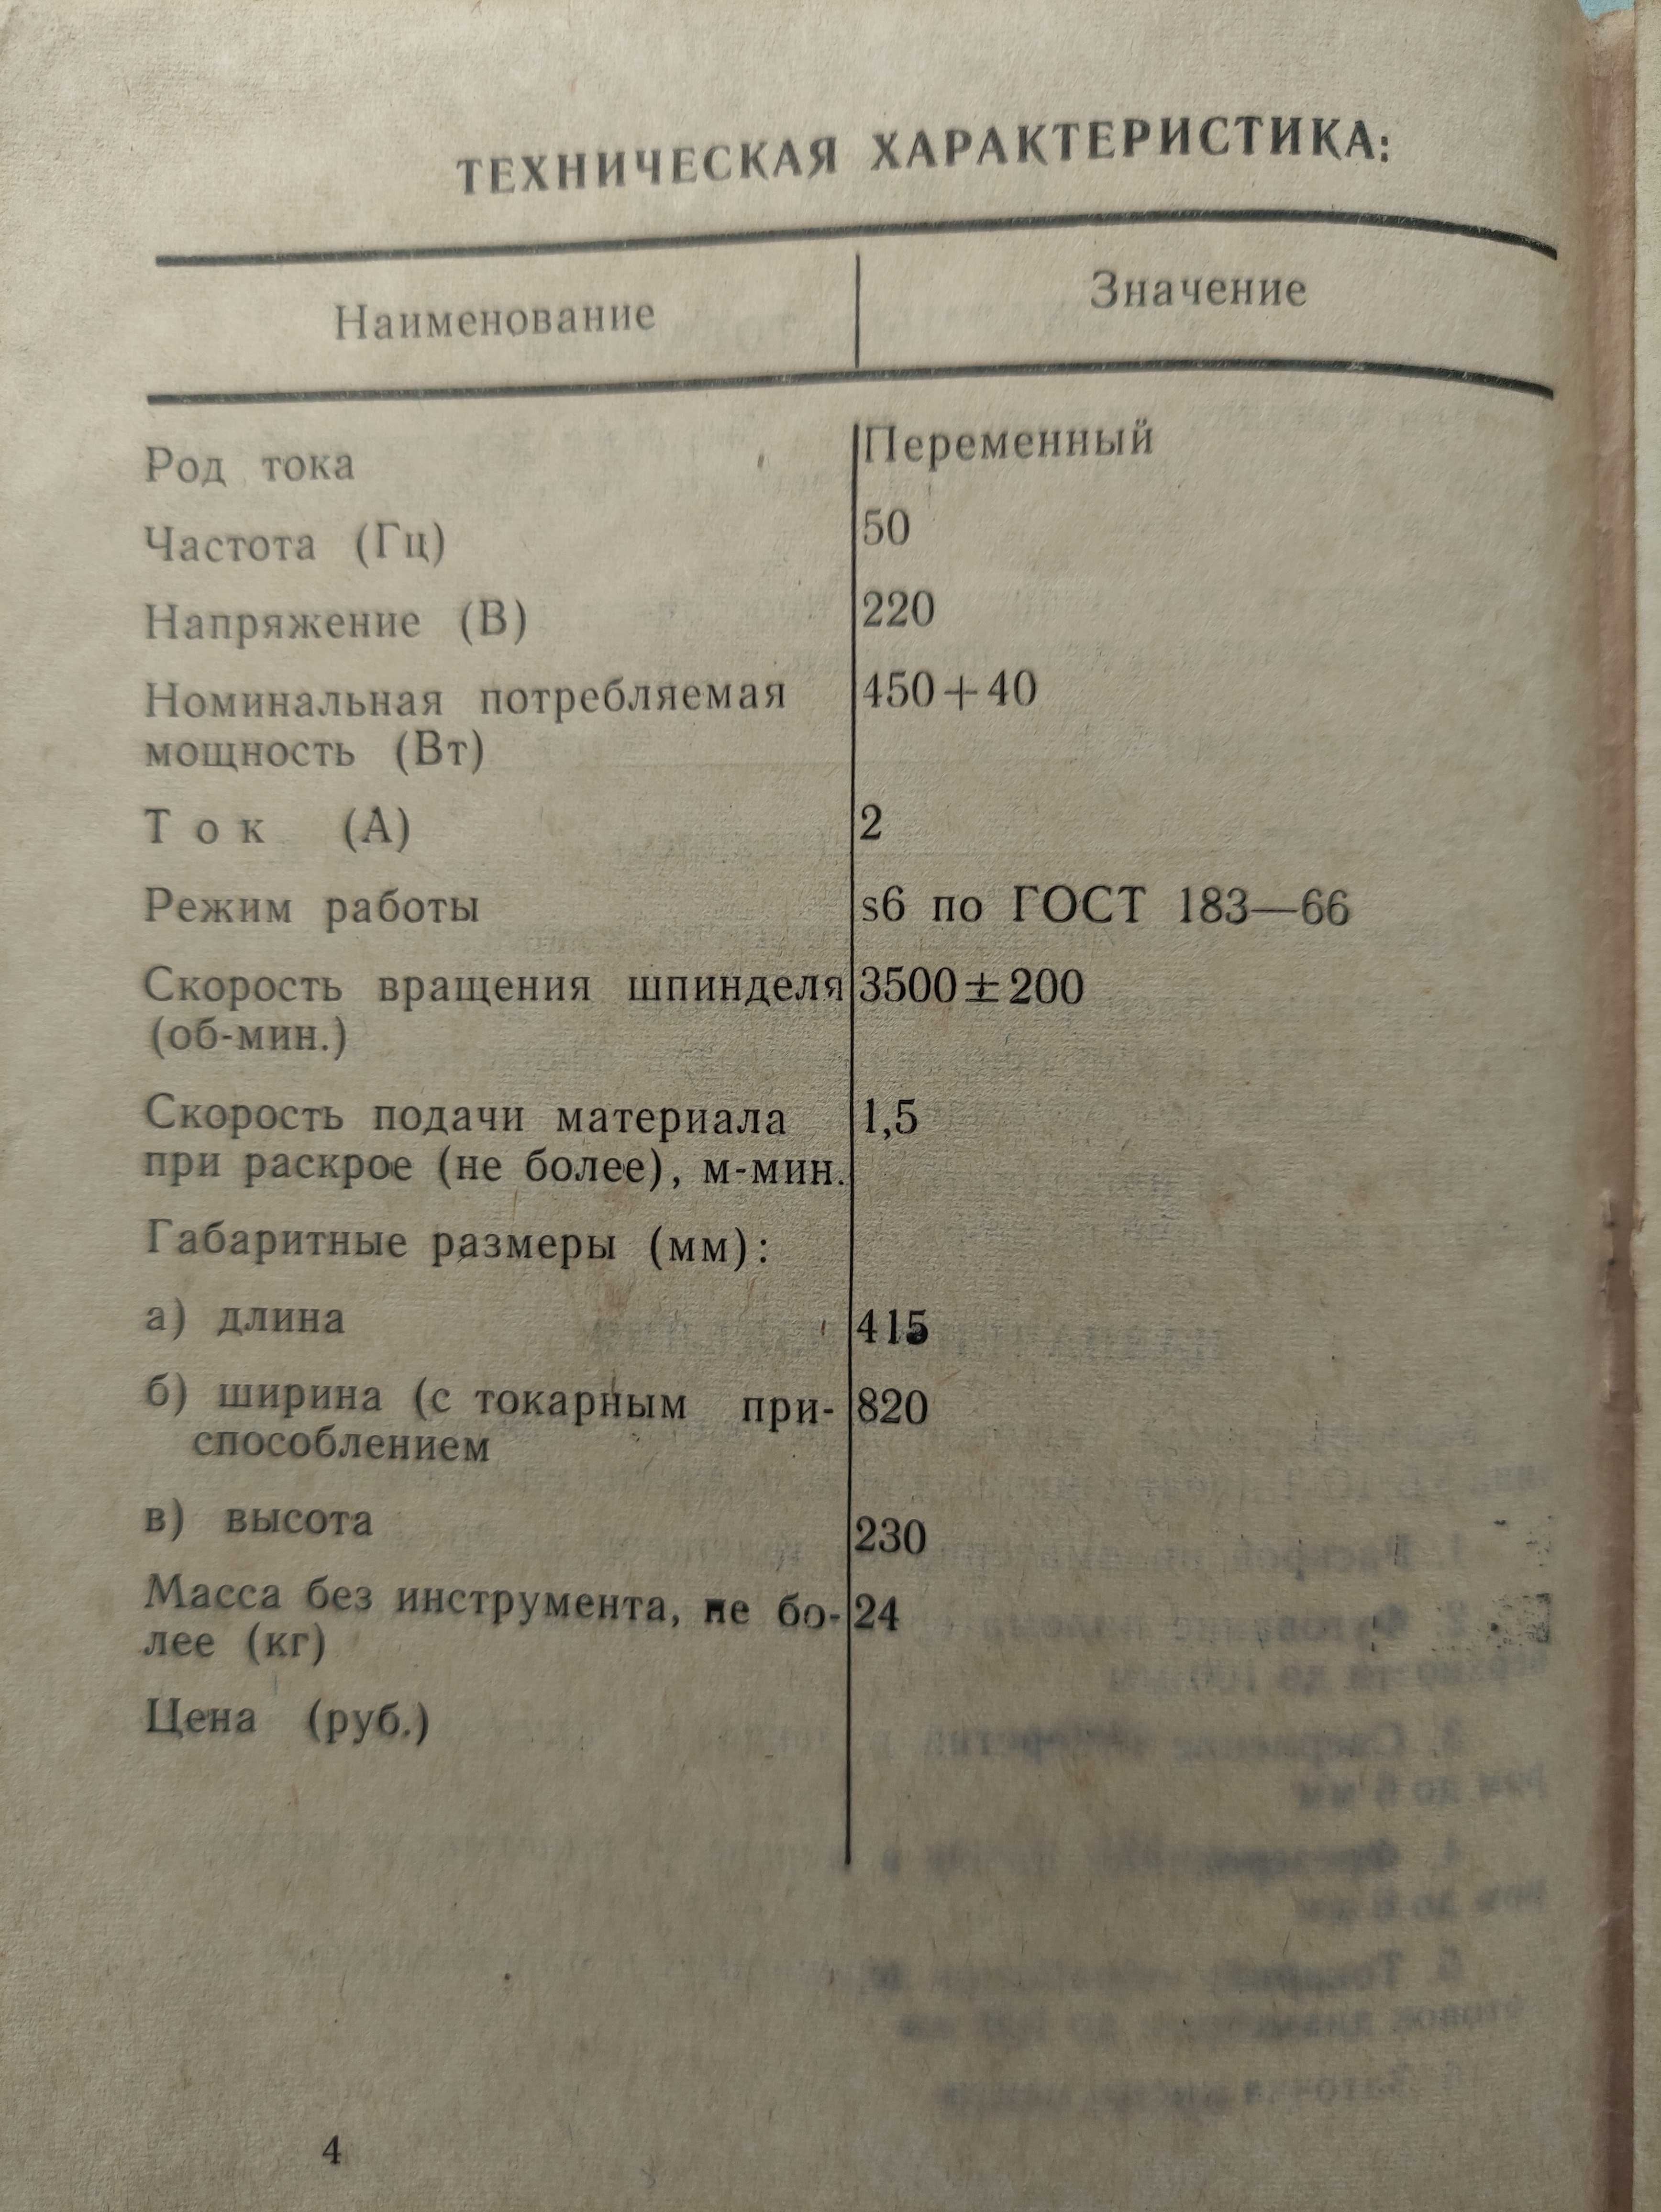 ТЕХНИЧЕСКАЯ ХАРАКТЕРИСТИКА:
Наименование Значение
Род тока Переменный
Частота (Гц) 50
Напряжение (В) 220
Номинальная потребляемая 450+40
мощность (Вт)
Ток (А) 2
Режим работы s6 по ГОСТ 183—66
Скорость вращения шпинделя 3500±200
(об-мин.)
Скорость подачи материала 1,5
при раскрое (не более), м-мин.
Габаритные размеры (мм):
а) длина 415
б) ширина (с токарным при- 820
способлением
в) высота 230
Масса без инструмента, не бо- 24
лее (кг)
Цена (руб.)
4